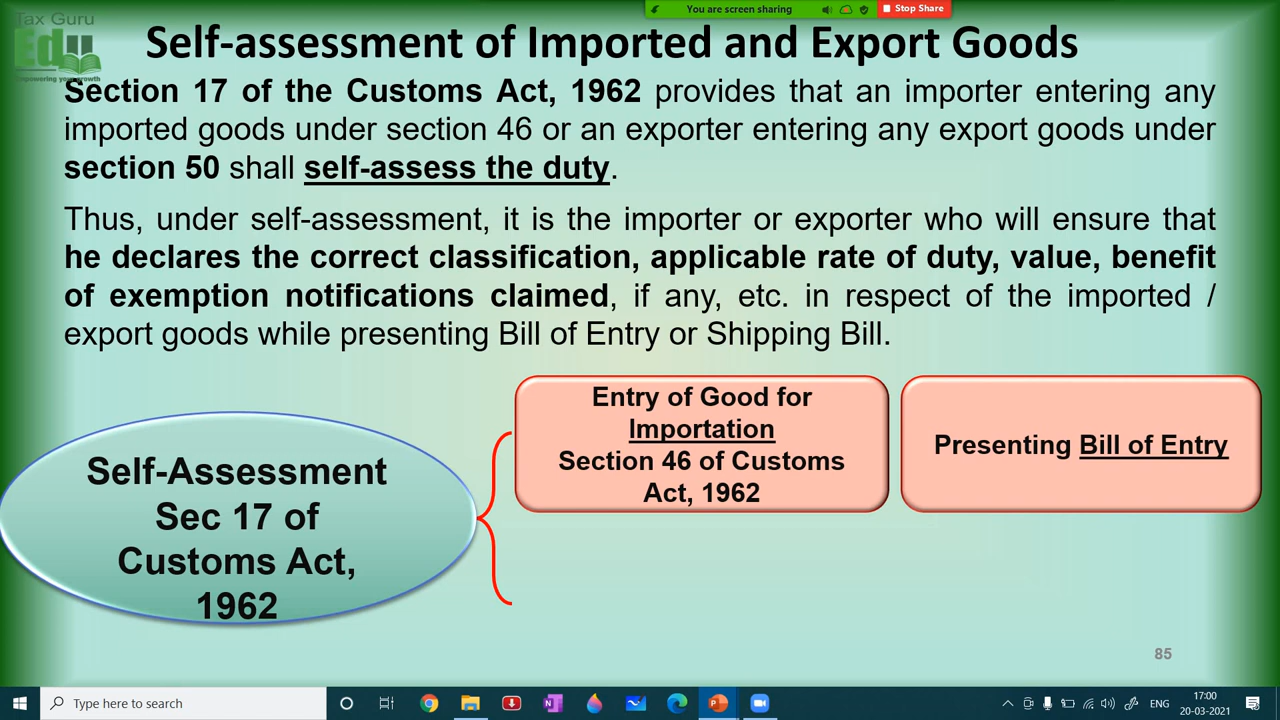 Tax Guru
Edu
Empowering your growth
You are screen sharing
Stop Share
Self-assessment of Imported and Export Goods
Section 17 of the Customs Act, 1962 provides that an importer entering any
imported goods under section 46 or an exporter entering any export goods under
section 50 shall self-assess the duty.
Thus, under self-assessment, it is the importer or exporter who will ensure that
he declares the correct classification, applicable rate of duty, value, benefit
of exemption notifications claimed, if any, etc. in respect of the imported /
export goods while presenting Bill of Entry or Shipping Bill.
Self-Assessment
Sec 17 of
Customs Act,
1962
Entry of Good for
Importation
Section 46 of Customs
Act, 1962
Presenting Bill of Entry
85
Type here to search
ENG
17:00
20-03-2021